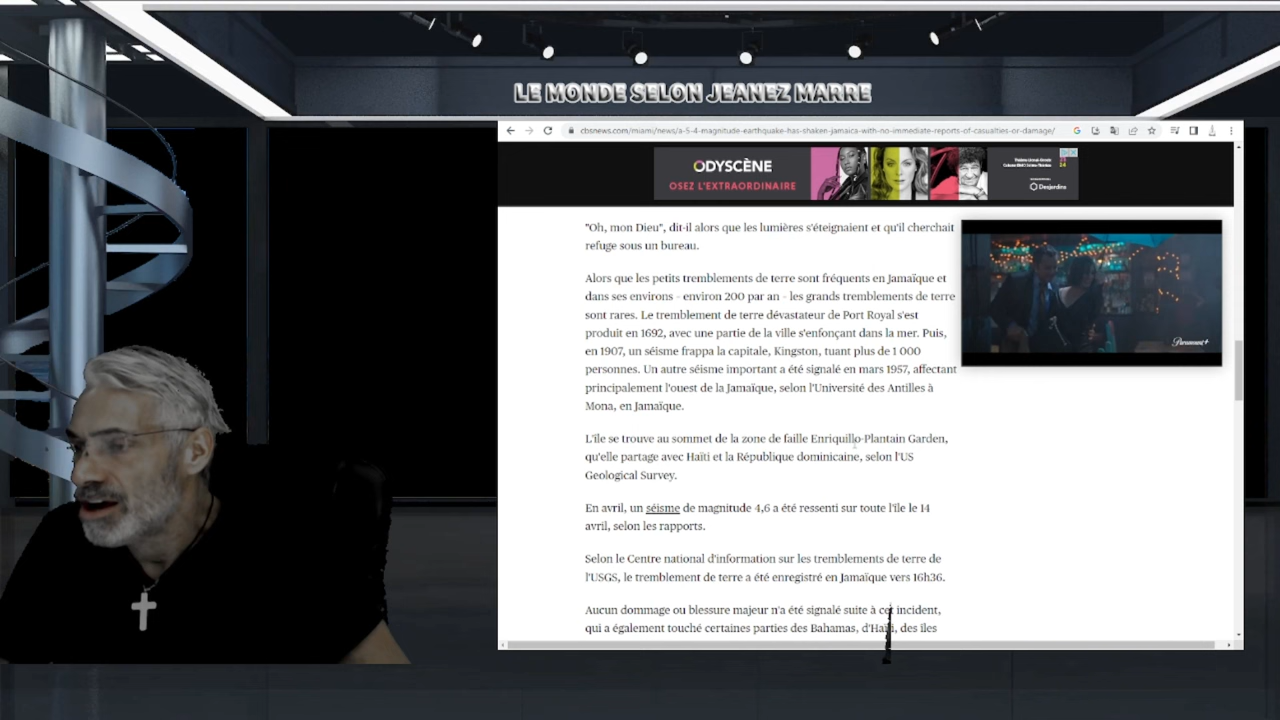 LE MONDE SELON JEANEZ MARRE
cbsnews.com/miami/news/a-5-4-magnitude-earthquake-has-shaken-jamaica-with-no-immediate-reports-of-casualties-or-damage/
ODYSCÈNE
OSEZ L'EXTRAORDINAIRE
Desjardins
"Oh, mon Dieu", dit-il alors que les lumières s'éteignaient et qu'il cherchait
refuge sous un bureau.
Alors que les petits tremblements de terre sont fréquents en Jamaïque et
dans ses environs - environ 200 par an - les grands tremblements de terre
sont rares. Le tremblement de terre dévastateur de Port Royal s'est
produit en 1692, avec une partie de la ville s'enfonçant dans la mer. Puis,
en 1907, un séisme frappa la capitale, Kingston, tuant plus de 1 000
personnes. Un autre séisme important a été signalé en mars 1957, affectant
principalement l'ouest de la Jamaïque, selon l'Université des Antilles à
Mona, en Jamaïque.
Paramount+
L'île se trouve au sommet de la zone de faille Enriquillo-Plantain Garden,
qu'elle partage avec Haïti et la République dominicaine, selon l'US
Geological Survey.
En avril, un séisme de magnitude 4,6 a été ressenti sur toute l'île le 14
avril, selon les rapports.
Selon le Centre national d'information sur les tremblements de terre de
l'USGS, le tremblement de terre a été enregistré en Jamaïque vers 16h36.
Aucun dommage ou blessure majeur n'a été signalé suite à cet incident,
qui a également touché certaines parties des Bahamas, d'Haïti, des îles